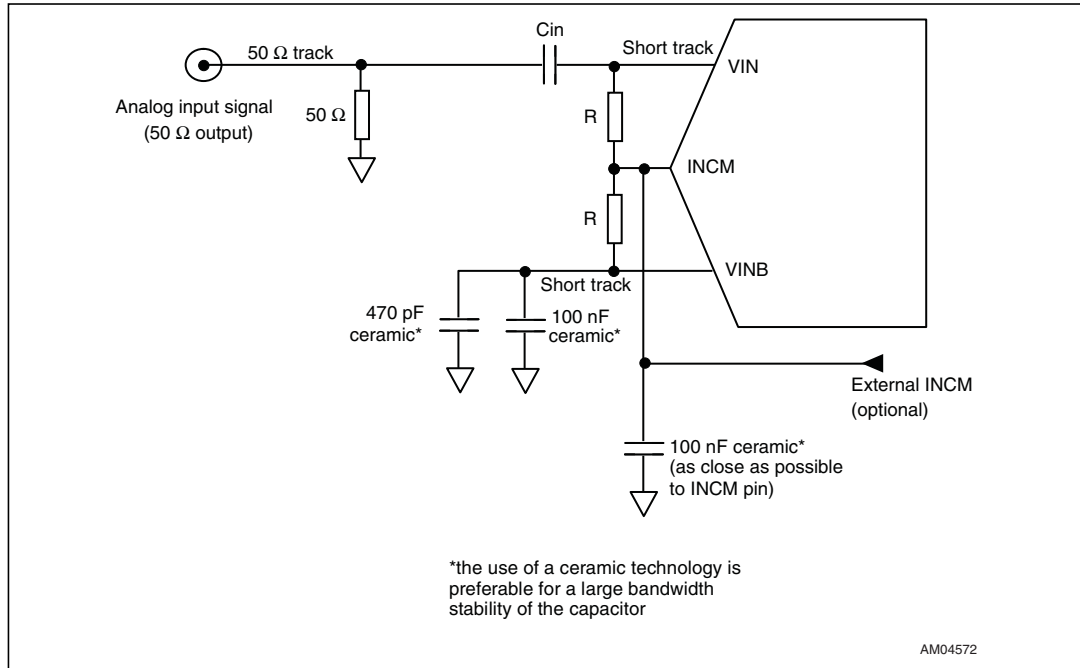 Cin
50 Ω track
Short track
VIN
Analog input signal
(50 Ω output)
50 Ω
R
INCM
R
VINB
Short track
470 pF
ceramic*
100 nF
ceramic*
External INCM
(optional)
100 nF ceramic*
(as close as possible
to INCM pin)
*the use of a ceramic technology is
preferable for a large bandwidth
stability of the capacitor
AM04572